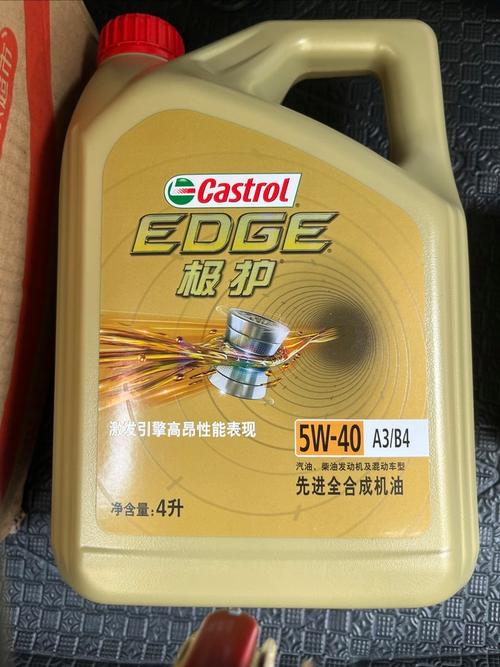 Castrol
EDGE
极护
激发引擎高昂性能表现
5W-40 A3/B4
汽油、柴油发动机及混动车型
先进全合成机油
净含量:4升